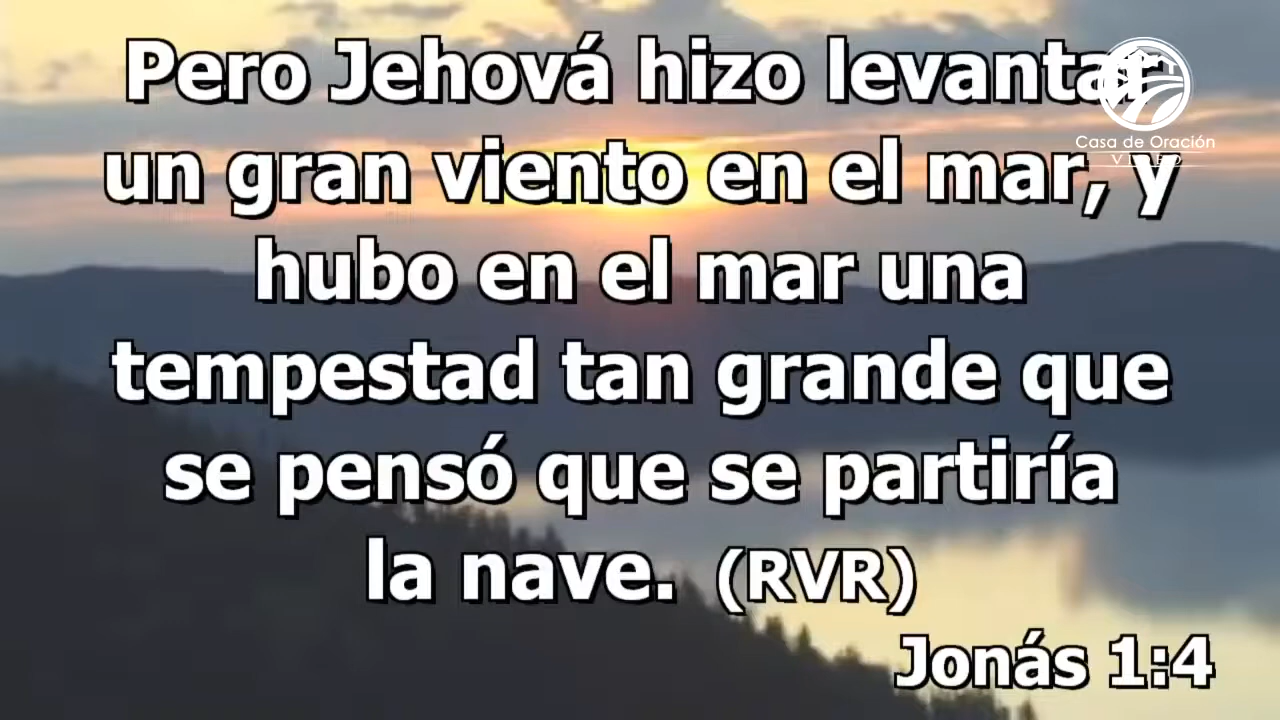 Pero Jehová hizo levantar
un gran viento en el mar, y
hubo en el mar una
tempestad tan grande que
se pensó que se partiría
la nave. (RVR)
Jonás 1:4
Casa de Oración
VIDEO